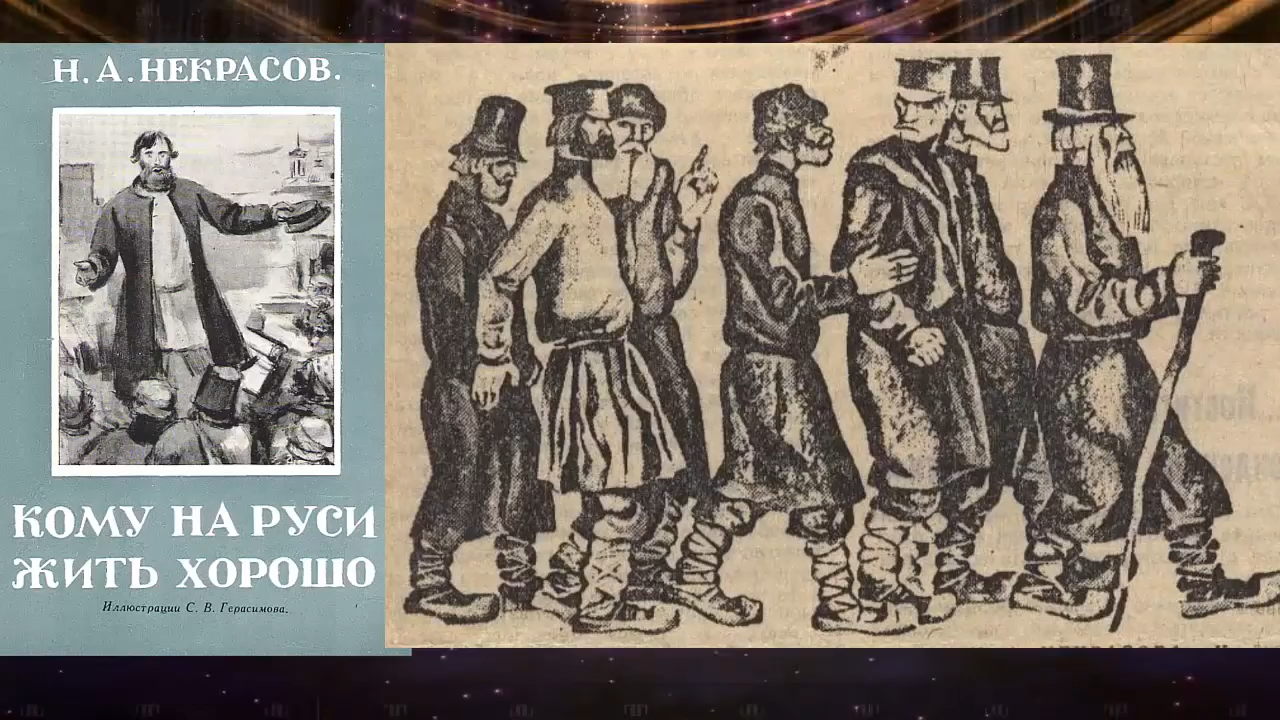 Н. А. НЕКРАСОВ.
КОМУ НА РУСИ
ЖИТЬ ХОРОШО
Иллюстрации С. В. Герасимова.